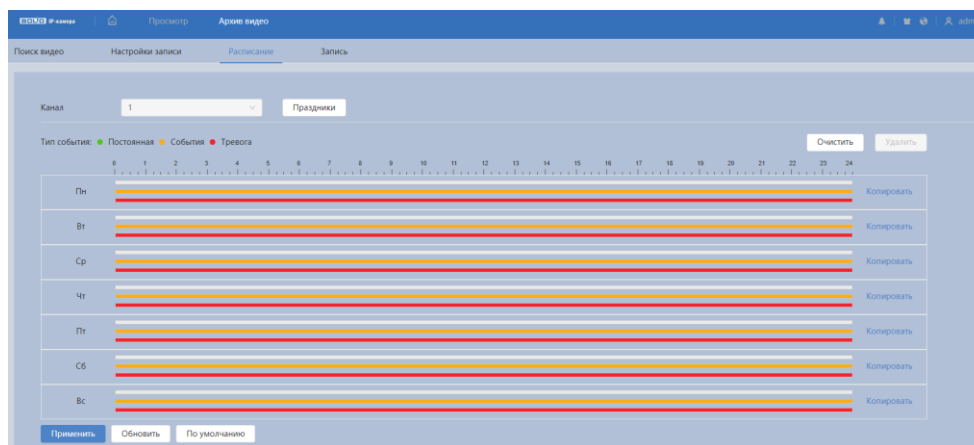 BOLID IP-камера Просмотр Архив видео adm
Поиск видео Настройки записи Расписание Запись
Канал 1 Праздники
Тип события: Постоянная События Тревога Очистить Удалить
0 1 2 3 4 5 6 7 8 9 10 11 12 13 14 15 16 17 18 19 20 21 22 23 24
Пн Копировать
Вт Копировать
Ср Копировать
Чт Копировать
Пт Копировать
Сб Копировать
Вс Копировать
Применить Обновить По умолчанию